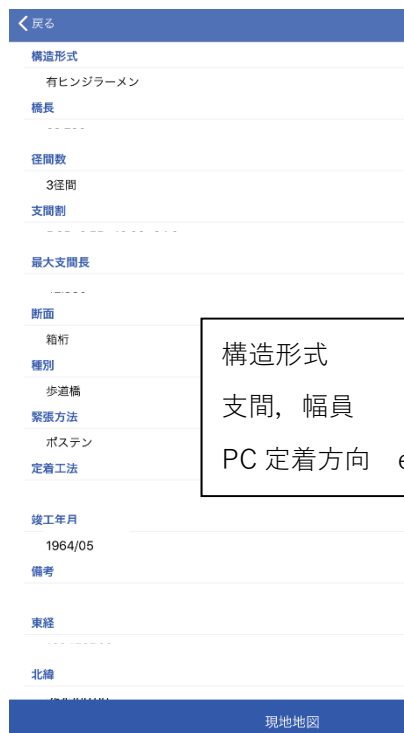 戻る
構造形式
有ヒンジラーメン
橋長
径間数
3径間
支間割
最大支間長
断面
箱桁
種別
歩道橋
緊張方法
ポステン
定着工法
竣工年月
1964/05
備考
東経
北緯
現地地図
構造形式
支間，幅員
PC 定着方向